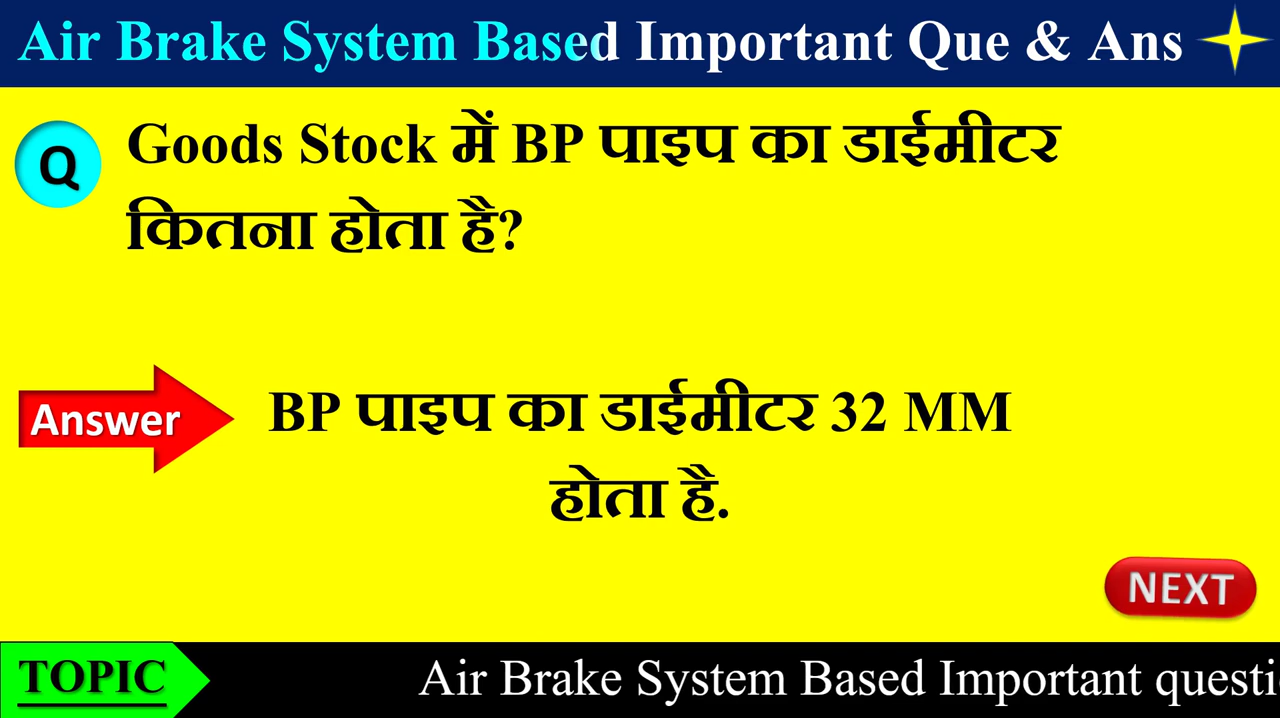 Air Brake System Based Important Que & Ans
Q
Goods Stock में BP पाइप का डाईमीटर
कितना होता है?
Answer
BP पाइप का डाईमीटर 32 MM
होता है.
NEXT
TOPIC
Air Brake System Based Important questi